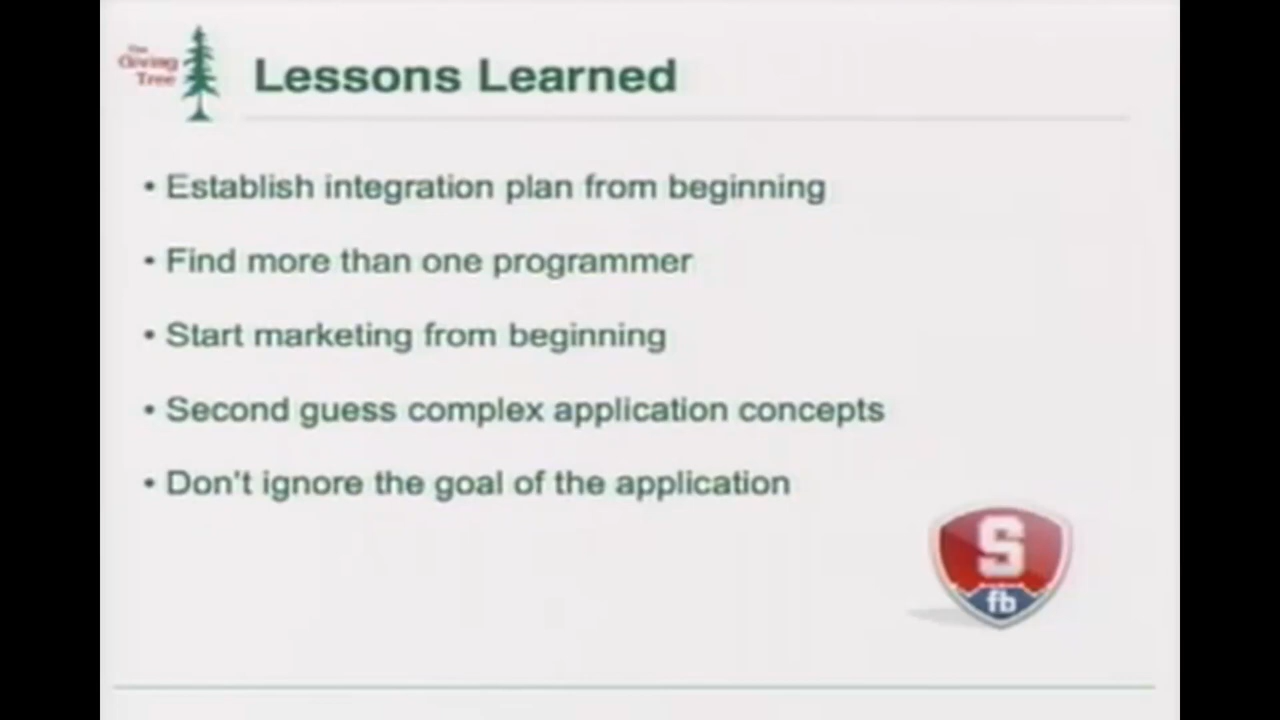 The
Giving
Tree
Lessons Learned
• Establish integration plan from beginning
• Find more than one programmer
• Start marketing from beginning
• Second guess complex application concepts
• Don't ignore the goal of the application
S
fb